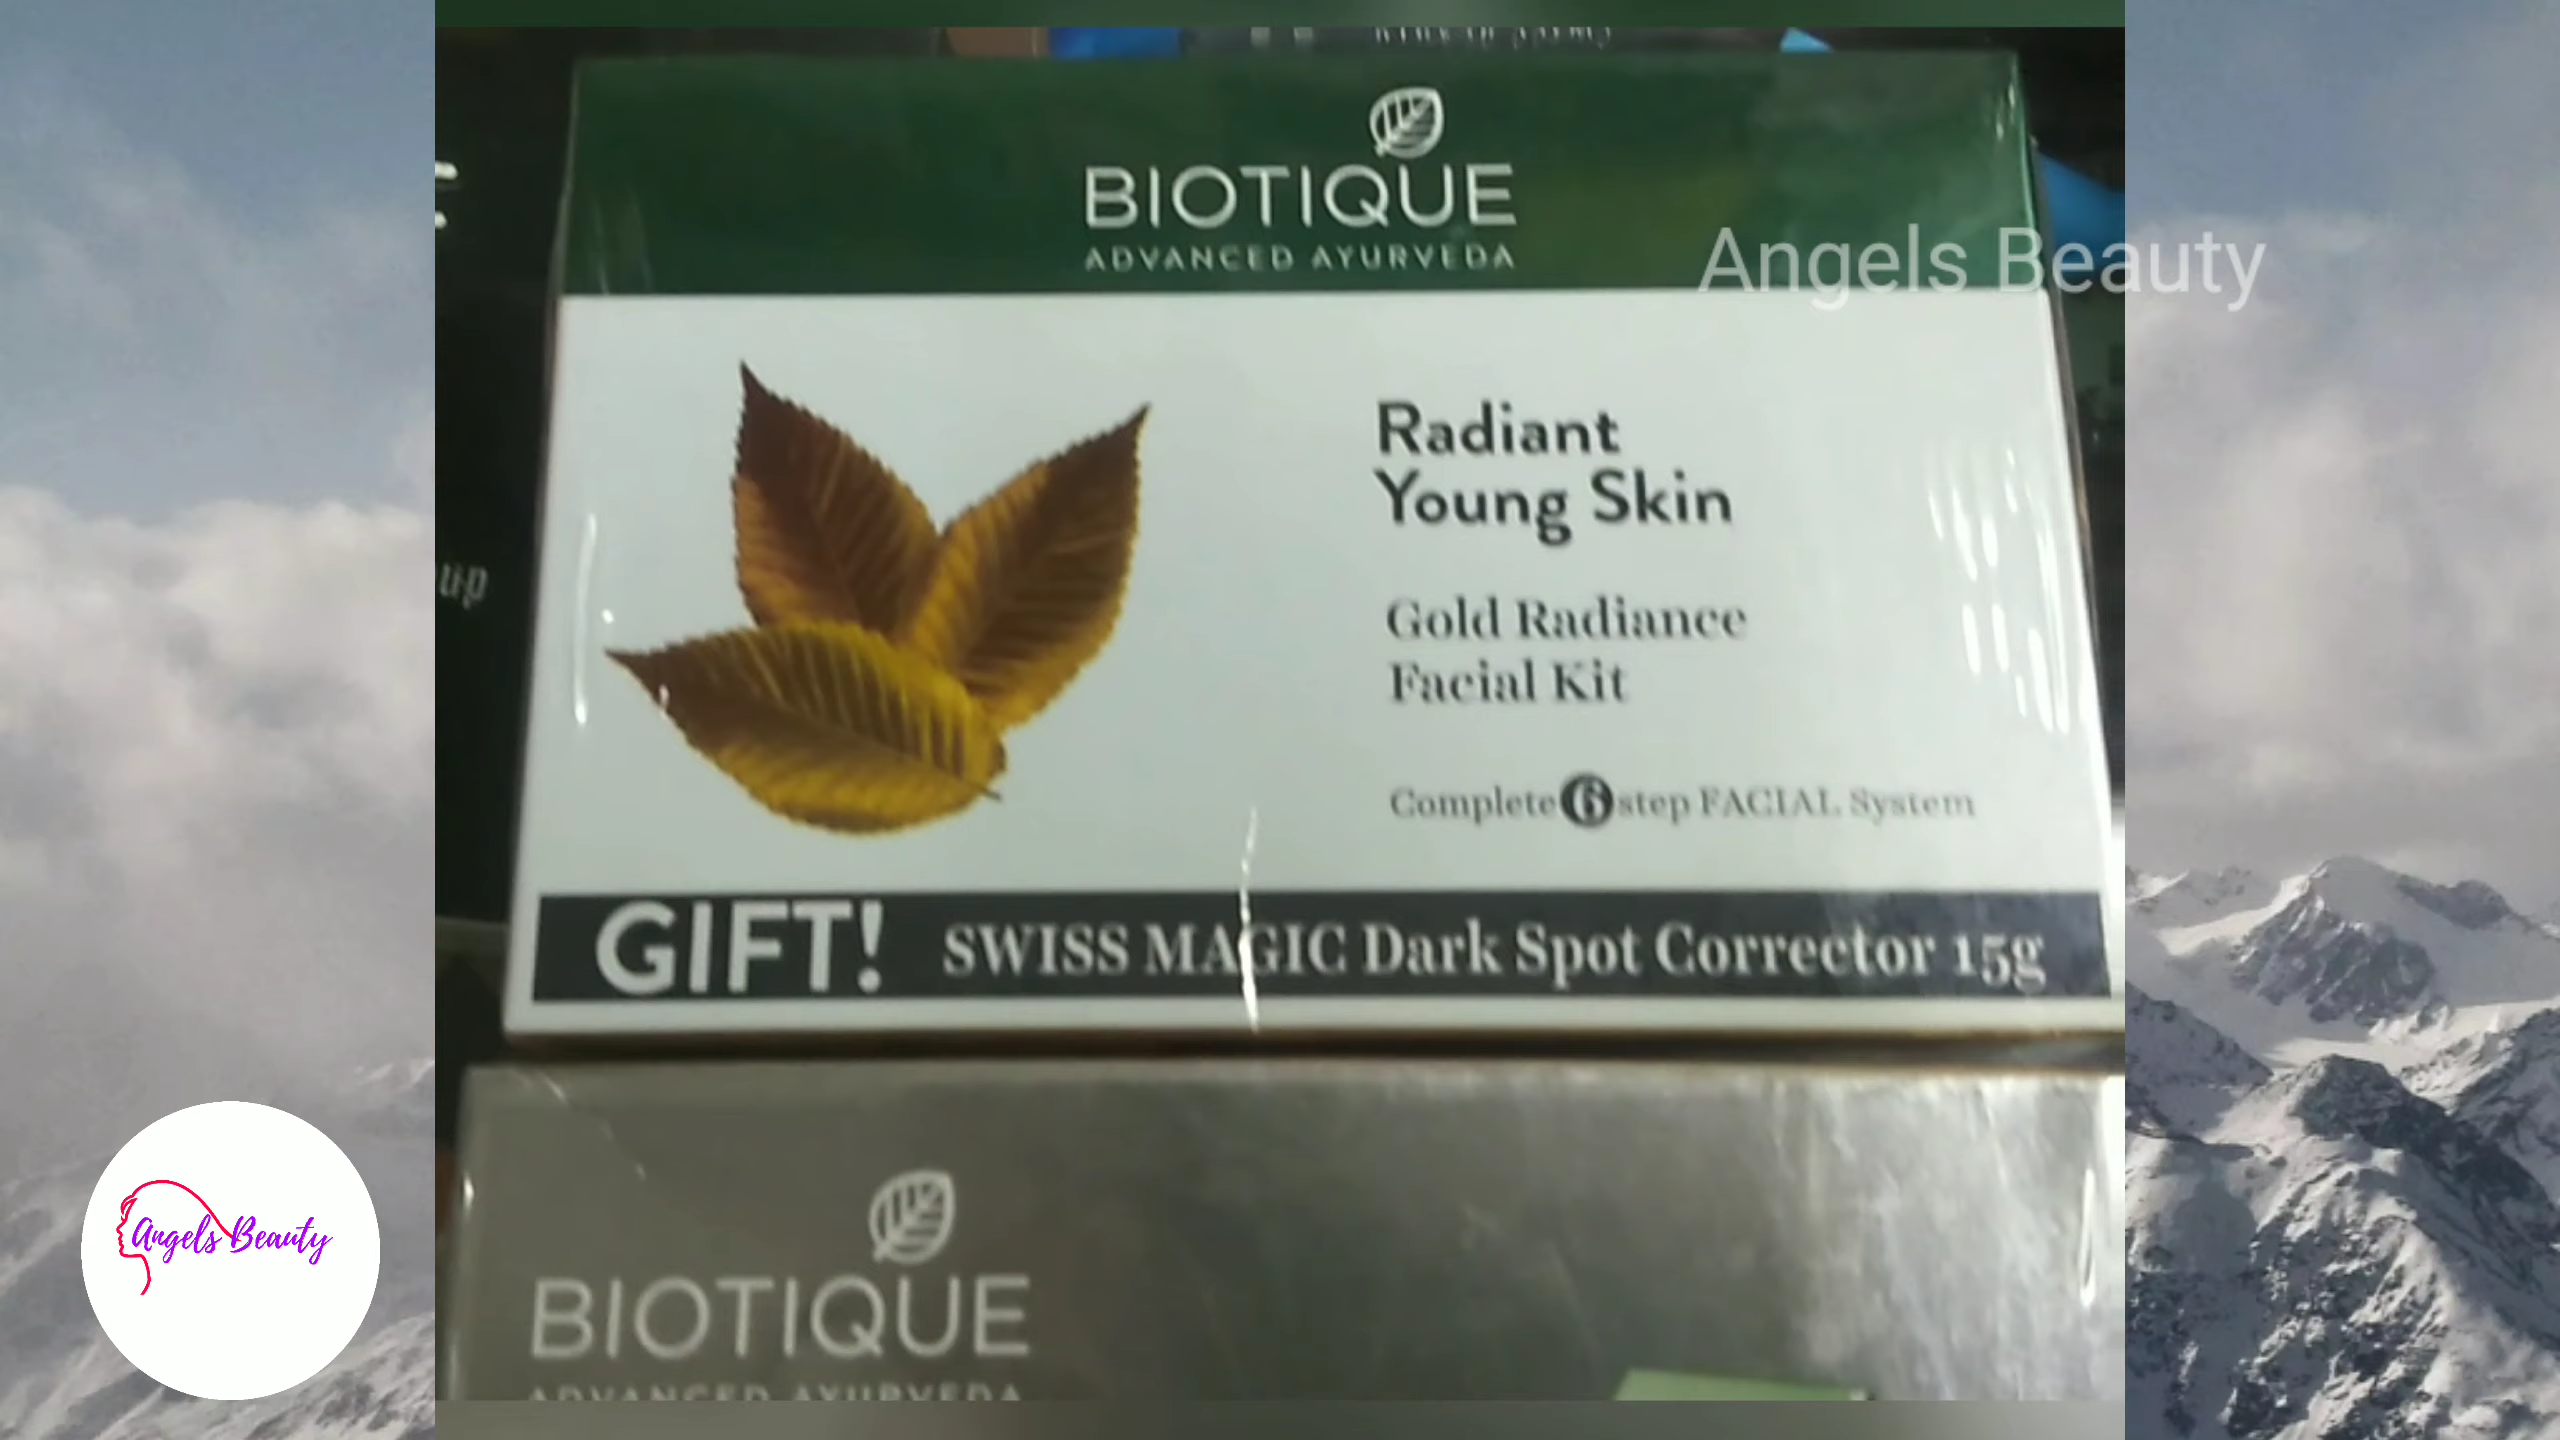 BIOTIQUE
ADVANCED AYURVEDA
Angels Beauty
Radiant
Young Skin
Gold Radiance
Facial Kit
Complete 6 step FACIAL System
GIFT! SWISS MAGIC Dark Spot Corrector 15g
Angels Beauty
BIOTIQUE
ADVANCED AYURVEDA